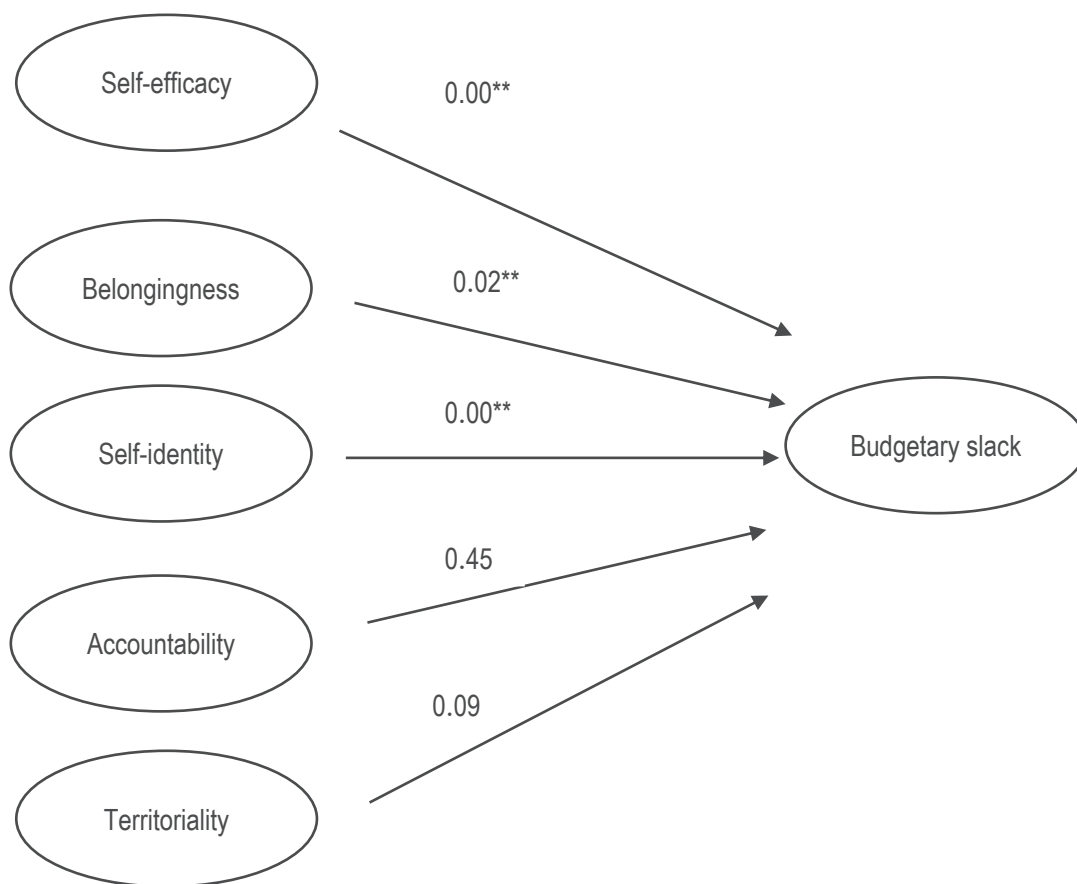 Self-efficacy
0.00**
Belongingness
0.02**
Self-identity
0.00**
Budgetary slack
Accountability
0.45
Territoriality
0.09